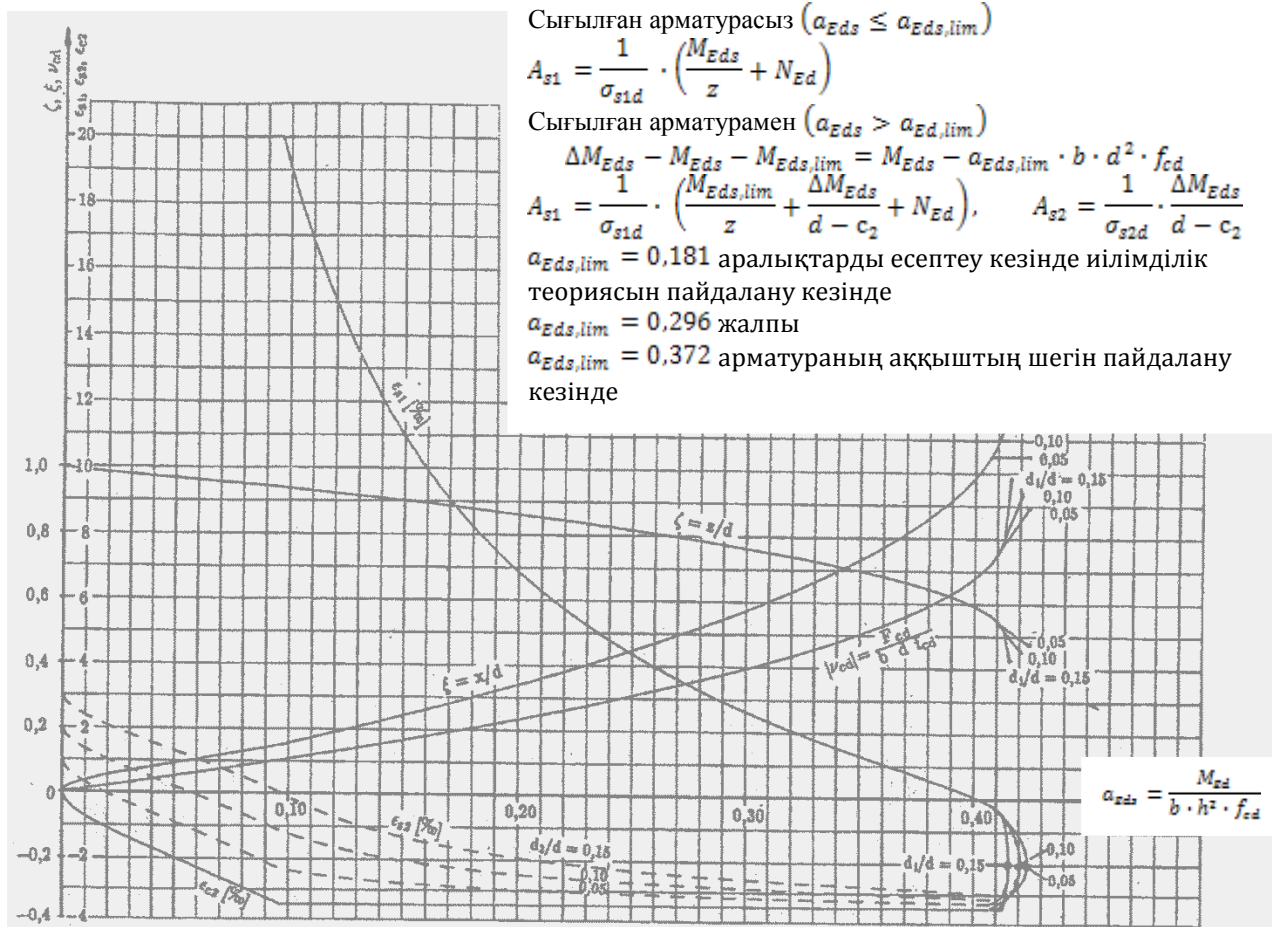 Сығылған арматурасыз (a_Eds ≤ a_Eds,lim)
A_s1 = 1/σ_s1d · (M_Eds/z + N_Ed)
Сығылған арматурамен (a_Eds > a_Ed,lim)
ΔM_Eds − M_Eds − M_Eds,lim = M_Eds − a_Eds,lim · b · d² · f_cd
A_s1 = 1/σ_s1d · (M_Eds,lim/z + ΔM_Eds/(d − c₂) + N_Ed), A_s2 = 1/σ_s2d · ΔM_Eds/(d − c₂)
a_Eds,lim = 0,181 аралықтарды есептеу кезінде иілімділік
теориясын пайдалану кезінде
a_Eds,lim = 0,296 жалпы
a_Eds,lim = 0,372 арматураның аққыштың шегін пайдалану
кезінде
ζ, ξ, ν_cd
ε_s1, ε_s2, ε_c2
20
18
16
14
12
ε_s1 [‰]
1,0 10
0,8 8
0,6 6
0,4 4
0,2 2
0
−0,2 −2
−0,4 −4
0,10
0,05
d₁/d = 0,15
0,10
0,05
ζ = z/d
|ν_cd| = F_cd/(b d f_cd)
ξ = x/d
0,05
0,10
d₁/d = 0,15
0,10
0,20
0,30
0,40
a_Eds = M_Ed/(b · h² · f_cd)
ε_s2 [‰]
d₂/d = 0,15
0,10
0,05
d₁/d = 0,15
0,10
0,05
ε_c2 [‰]